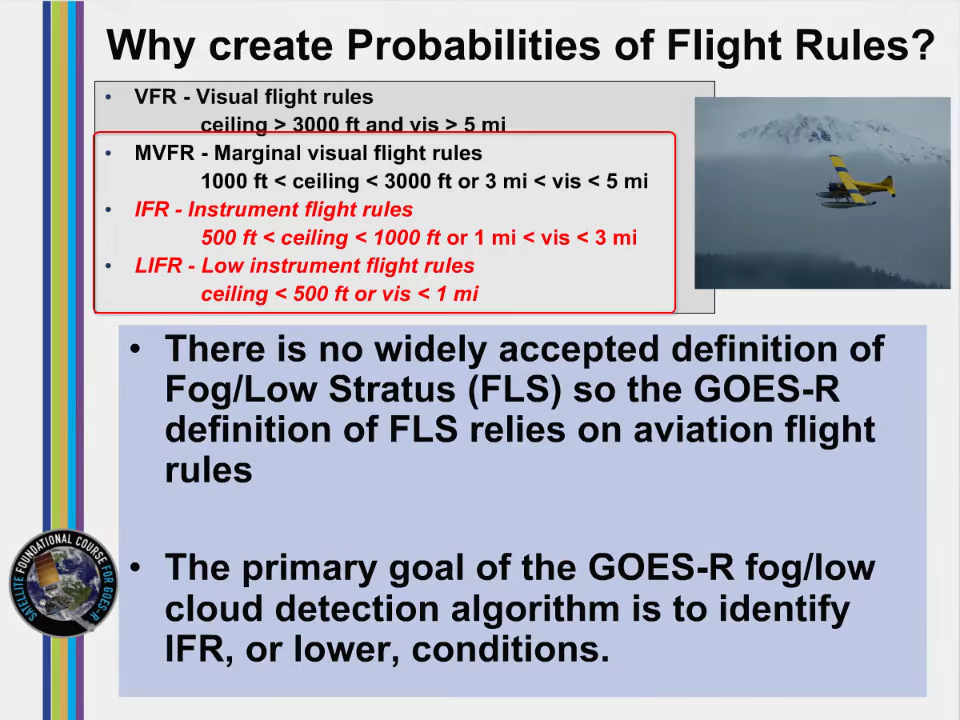 Why create Probabilities of Flight Rules?
• VFR - Visual flight rules
ceiling > 3000 ft and vis > 5 mi
• MVFR - Marginal visual flight rules
1000 ft < ceiling < 3000 ft or 3 mi < vis < 5 mi
• IFR - Instrument flight rules
500 ft < ceiling < 1000 ft or 1 mi < vis < 3 mi
• LIFR - Low instrument flight rules
ceiling < 500 ft or vis < 1 mi
• There is no widely accepted definition of
Fog/Low Stratus (FLS) so the GOES-R
definition of FLS relies on aviation flight
rules
• The primary goal of the GOES-R fog/low
cloud detection algorithm is to identify
IFR, or lower, conditions.
SATELLITE FOUNDATIONAL COURSE FOR GOES-R